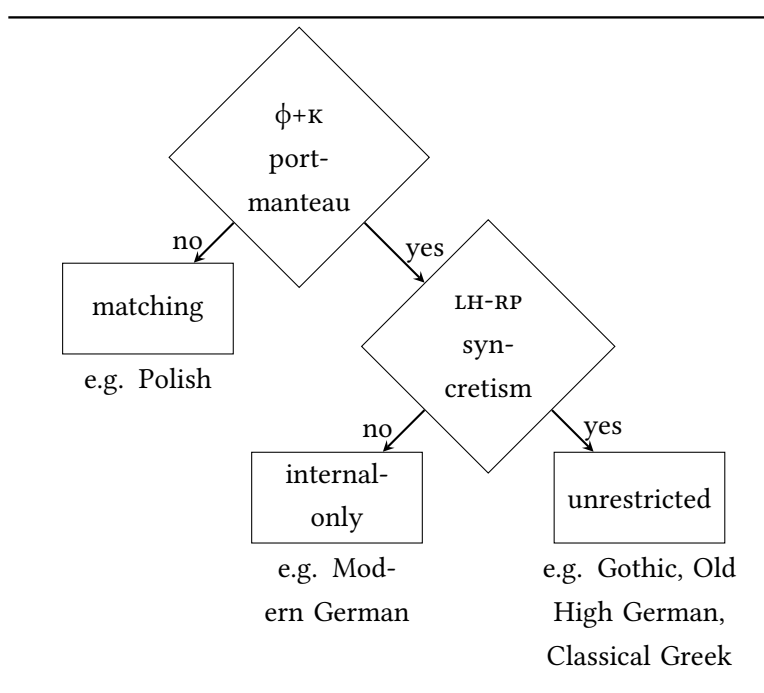 ϕ+K
port-
manteau
no
yes
matching
e.g. Polish
LH-RP
syn-
cretism
no
yes
internal-
only
e.g. Mod-
ern German
unrestricted
e.g. Gothic, Old
High German,
Classical Greek